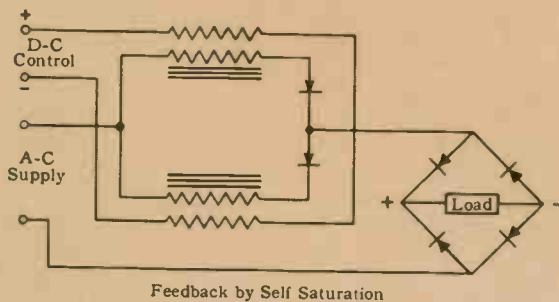 +
D-C
Control
-
A-C
Supply
+ Load -
Feedback by Self Saturation